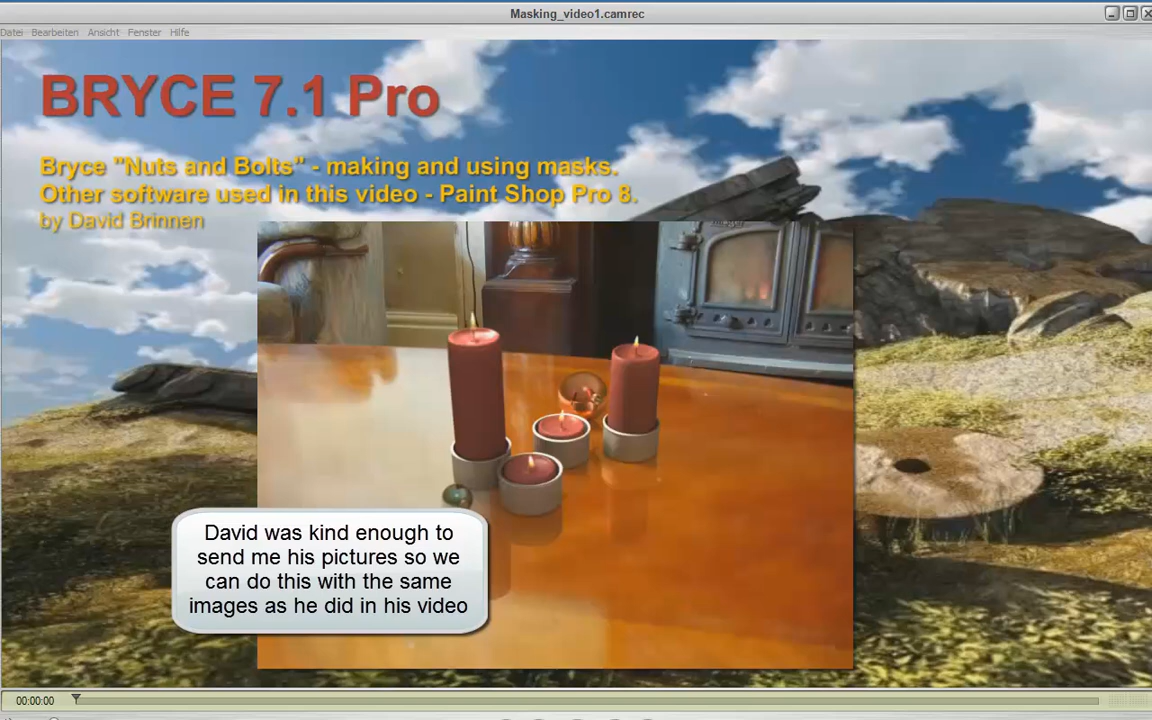 Masking_video1.camrec
Datei Bearbeiten Ansicht Fenster Hilfe
BRYCE 7.1 Pro
Bryce "Nuts and Bolts" - making and using masks.
Other software used in this video - Paint Shop Pro 8.
by David Brinnen
David was kind enough to
send me his pictures so we
can do this with the same
images as he did in his video
00:00:00